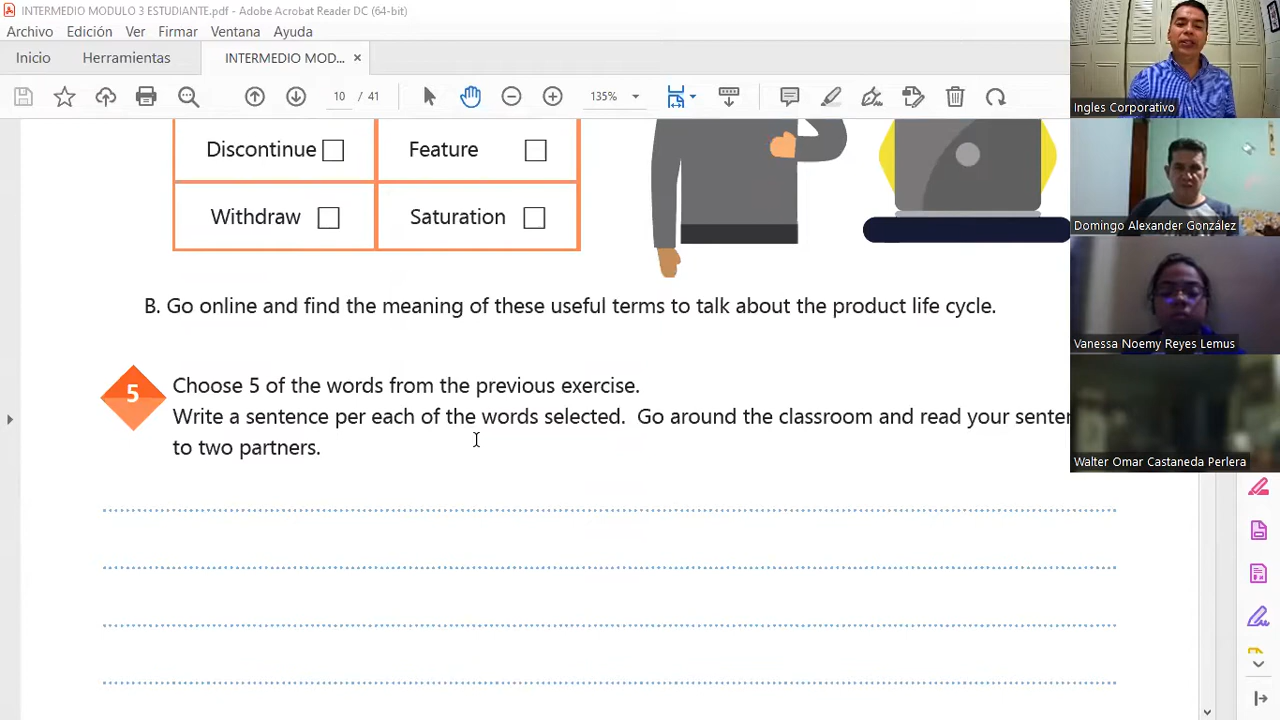 INTERMEDIO MODULO 3 ESTUDIANTE.pdf - Adobe Acrobat Reader DC (64-bit)
Archivo Edición Ver Firmar Ventana Ayuda
Inicio Herramientas INTERMEDIO MOD... ×
10 / 41 135%
Ingles Corporativo
Discontinue Feature
Withdraw Saturation
Domingo Alexander González
B. Go online and find the meaning of these useful terms to talk about the product life cycle.
Vanessa Noemy Reyes Lemus
5 Choose 5 of the words from the previous exercise.
Write a sentence per each of the words selected. Go around the classroom and read your senten
to two partners.
Walter Omar Castaneda Perlera